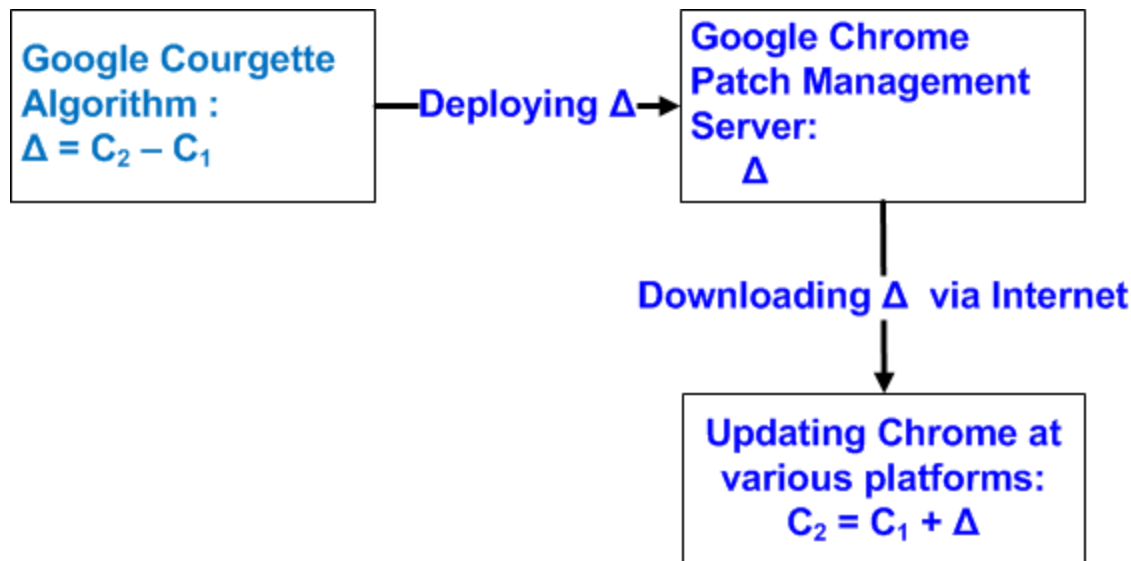 Google Courgette
Algorithm :
Δ = C₂ – C₁
Deploying Δ
Google Chrome
Patch Management
Server:
Δ
Downloading Δ via Internet
Updating Chrome at
various platforms:
C₂ = C₁ + Δ